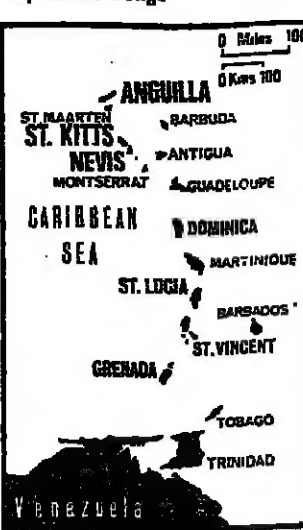 0 Miles 100
0 Kms 100
ANGUILLA
ST. MAARTEN
BARBUDA
ST. KITTS
NEVIS
ANTIGUA
MONTSERRAT
GUADELOUPE
CARIBBEAN
SEA
DOMINICA
MARTINIQUE
ST. LUCIA
BARBADOS
ST. VINCENT
GRENADA
TOBAGO
TRINIDAD
Venezuela